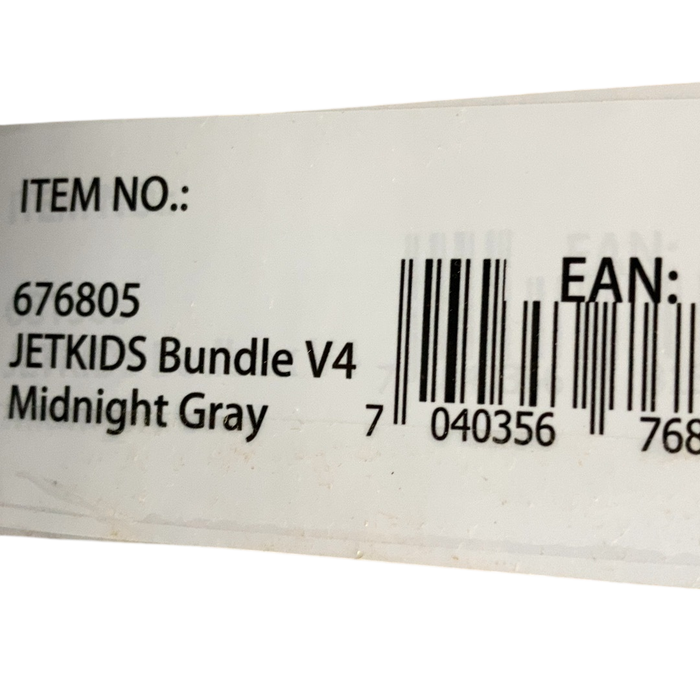 ITEM NO.:
676805
JETKIDS Bundle V4
Midnight Gray
EAN:
7 040356 768